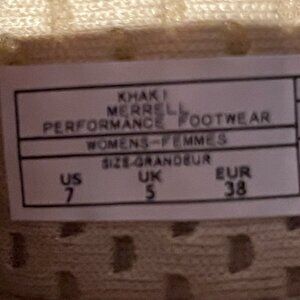 KHAKI
MERRELL
PERFORMANCE FOOTWEAR
WOMENS-FEMMES
SIZE-GRANDEUR
US UK EUR
7 5 38